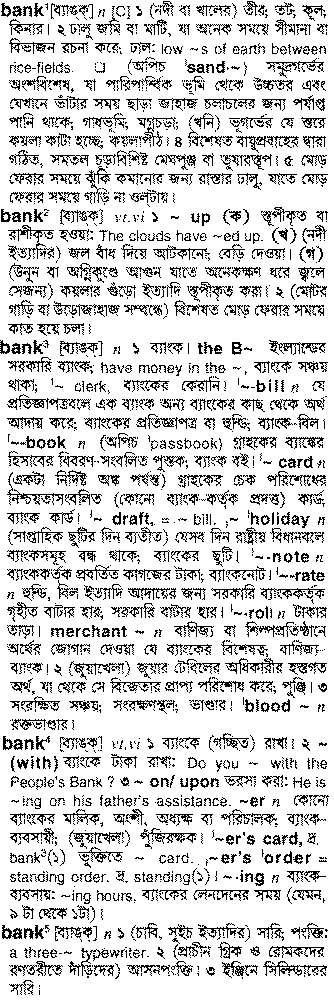 bank¹[ব্যাঙ্ক্] n [C] ১ (নদী বা খালের) তীর; তট; কূল;
কিনার। ২ ঢালু জমি বা মাটি, যা অনেক সময়ে সীমানা বা
বিভাজন রচনা করে; ঢাল: low ~s of earth between
rice-fields. □ (অপিচ ˈsand-~) সমুদ্রগর্ভের
অংশবিশেষ, যা পারিপার্শ্বিক ভূমি থেকে উচ্চতর এবং
যেখানে ভাঁটার সময় ছাড়া জাহাজ চলাচলের জন্য পর্যাপ্ত
পানি থাকে; গাধভূমি; মগ্নচড়া; (খনি) ভূগর্ভের যে স্তরে
কয়লা কাটা হচ্ছে; কয়লাপীঠ। ৪ বিশেষত বায়ুপ্রবাহের দ্বারা
গঠিত, সমতল চূড়াবিশিষ্ট মেঘপুঞ্জ বা তুষারস্তূপ। ৫ মোড়
ফেরার সময়ে ঝুঁকি কমানোর জন্য রাস্তার ঢালু, যাতে মোড়
ফেরার সময়ে গাড়ি না ওল্টায়।
bank² [ব্যাঙ্ক্] vt,vi ১ ~ up (ক) স্তূপীকৃত বা
রাশীকৃত হওয়া: The clouds have ~ed up. (খ) (নদী
ইত্যাদির) জল বাঁধ দিয়ে আটকানো; বেড়ি দেওয়া। (গ)
(উনুন বা অগ্নিকুণ্ডে আগুন যাতে অনেকক্ষণ ধরে জ্বলে
সেজন্য) কয়লার গুঁড়ো ইত্যাদি স্তূপীকৃত করা। ২ (মোটর
গাড়ি বা উড়োজাহাজ সম্বন্ধে) বিশেষত মোড় ফেরার সময়ে
কাত হয়ে চলা।
bank³ [ব্যাঙ্ক্] n ১ ব্যাংক। the B~ ইংল্যান্ডের
সরকারি ব্যাংক; have money in the ~, ব্যাংকে সঞ্চয়
থাকা; ˈ~ clerk, ব্যাংকের কেরানি। ˈ~-bill n যে
প্রতিজ্ঞাপত্রবলে এক ব্যাংক অন্য ব্যাংকের কাছ থেকে অর্থ
আদায় করে; ব্যাংকের প্রতিজ্ঞাপত্র বা হুন্ডি; ব্যাংক-বিল।
ˈ~-book n (অপিচ ˈpassbook) গ্রাহকের ব্যাঙ্কের
হিসাবের বিবরণ-সংবলিত পুস্তক; ব্যাংক বই। ˈ~ card n
(একটা নির্দিষ্ট অঙ্ক পর্যন্ত) গ্রাহকের চেক পরিশোধের
নিশ্চয়তাসংবলিত (কোনো ব্যাংক-কর্তৃক প্রদত্ত) কার্ড;
ব্যাংক কার্ড। ˈ~ draft, = ~ bill. ˌ~ ˈholiday n
(সাপ্তাহিক ছুটির দিন ব্যতীত) যেসব দিন রাষ্ট্রীয় বিধানবলে
ব্যাংকসমূহ বন্ধ থাকে; ব্যাংকের ছুটি। ˈ~-note n
ব্যাংককর্তৃক প্রবর্তিত কাগজের টাকা; ব্যাংকনোট। ˈ~-rate
n হুন্ডি, বিল ইত্যাদি আদায়ের জন্য সরকারি ব্যাংককর্তৃক
গৃহীত বাটার হার; সরকারি বাটার হার। ˈ~-roll n টাকার
তাড়া। merchant ~ n বাণিজ্য বা শিল্পপ্রতিষ্ঠানে
অর্থের জোগান দেওয়া যে ব্যাংকের বিশেষত্ব; বাণিজ্য-
ব্যাংক। ২ (জুয়াখেলা) জুয়ার টেবিলের অধিকারীর হস্তগত
অর্থ, যা থেকে সে বিজেতার প্রাপ্য পরিশোধ করে; পুঁজি। ৩
সংরক্ষিত সঞ্চয়; সংরক্ষণস্থল; ভাণ্ডার। ˈblood ~ n
রক্তভাণ্ডার।
bank⁴ [ব্যাঙ্ক্] vt,vi ১ ব্যাংকে (গচ্ছিত) রাখা। ২ ~
(with) ব্যাংকে টাকা রাখা: Do you ~ with the
People's Bank ? ৩ ~ on/ upon ভরসা করা: He is
~ing on his father's assistance. ~er n কোনো
ব্যাংকের মালিক, অংশী, অধ্যক্ষ বা পরিচালক; ব্যাংক-
ব্যবসায়ী; (জুয়াখেলা) পুঁজিরক্ষক। ˈ~er's card, দ্র.
bank³(১) ভুক্তিতে ~ card. ˌ~er's ˈorder =
standing order. দ্র. standing(১)। ~·ing n ব্যাংক-
ব্যবসায়: ~ing hours, ব্যাংকের লেনদেনের সময় (যেমন,
৯ টা থেকে ১টা)।
bank⁵ [ব্যাঙ্ক্] n ১ (চাবি, সুইচ ইত্যাদির) সারি; পংক্তি:
a three-~ typewriter. ২ (প্রাচীন গ্রিক ও রোমকদের
রণতরীতে দাঁড়িদের) আসনপংক্তি। ৩ ইঞ্জিনে সিলিন্ডারের
সারি।